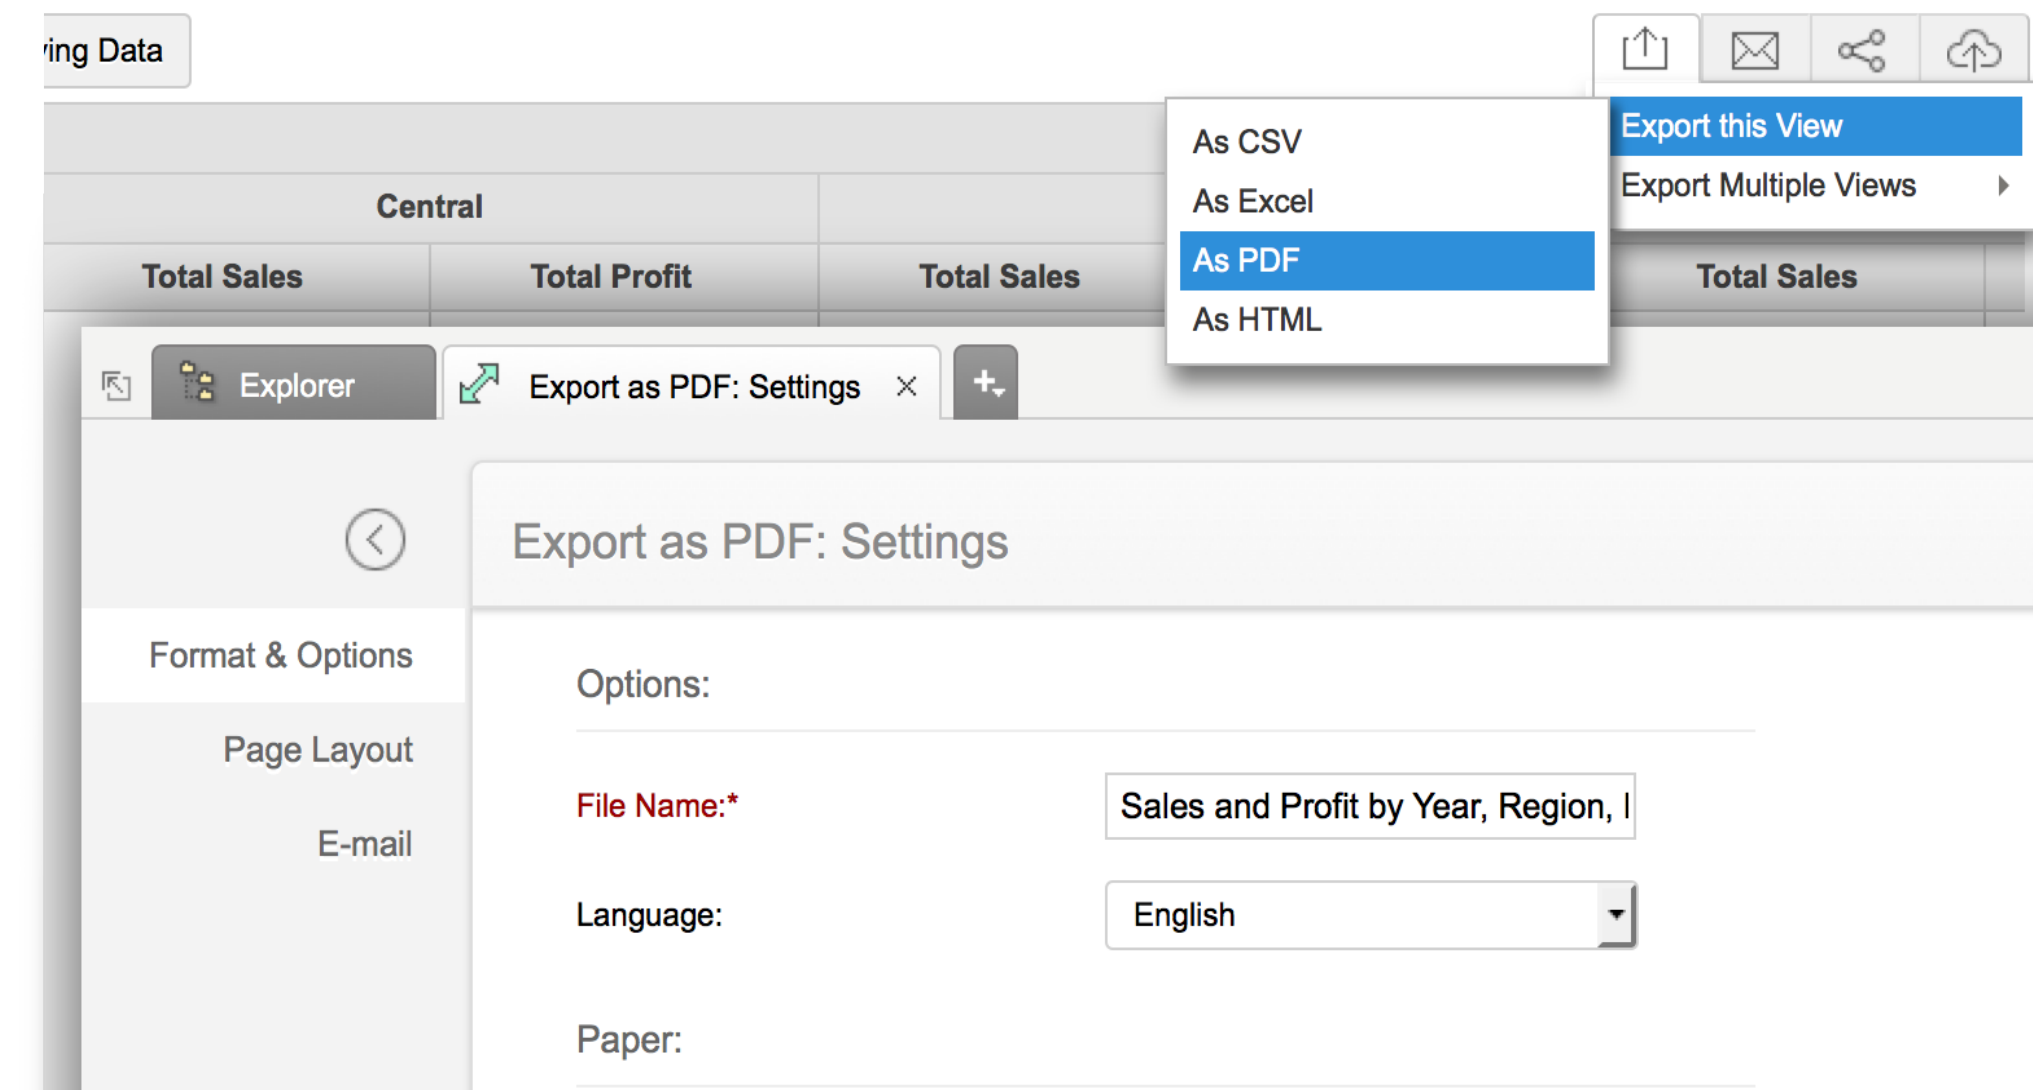 ing Data
Export this View
Export Multiple Views
As CSV
As Excel
As PDF
As HTML
Central
Total Sales
Total Profit
Total Sales
Total Sales
Explorer
Export as PDF: Settings
Export as PDF: Settings
Format & Options
Page Layout
E-mail
Options:
File Name:*
Sales and Profit by Year, Region,
Language:
English
Paper: